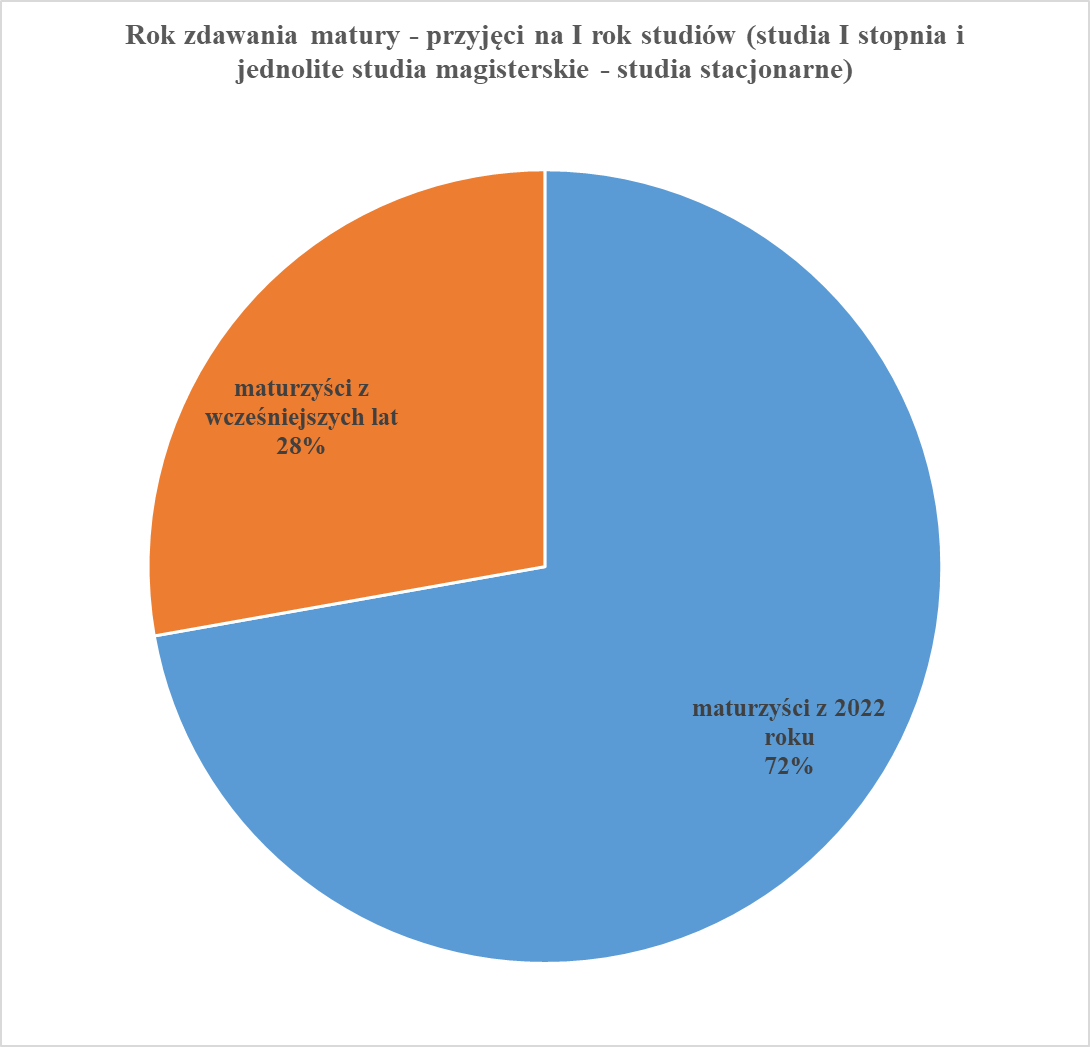 Rok zdawania matury - przyjęci na I rok studiów (studia I stopnia i
jednolite studia magisterskie - studia stacjonarne)
maturzyści z
wcześniejszych lat
28%
maturzyści z 2022
roku
72%